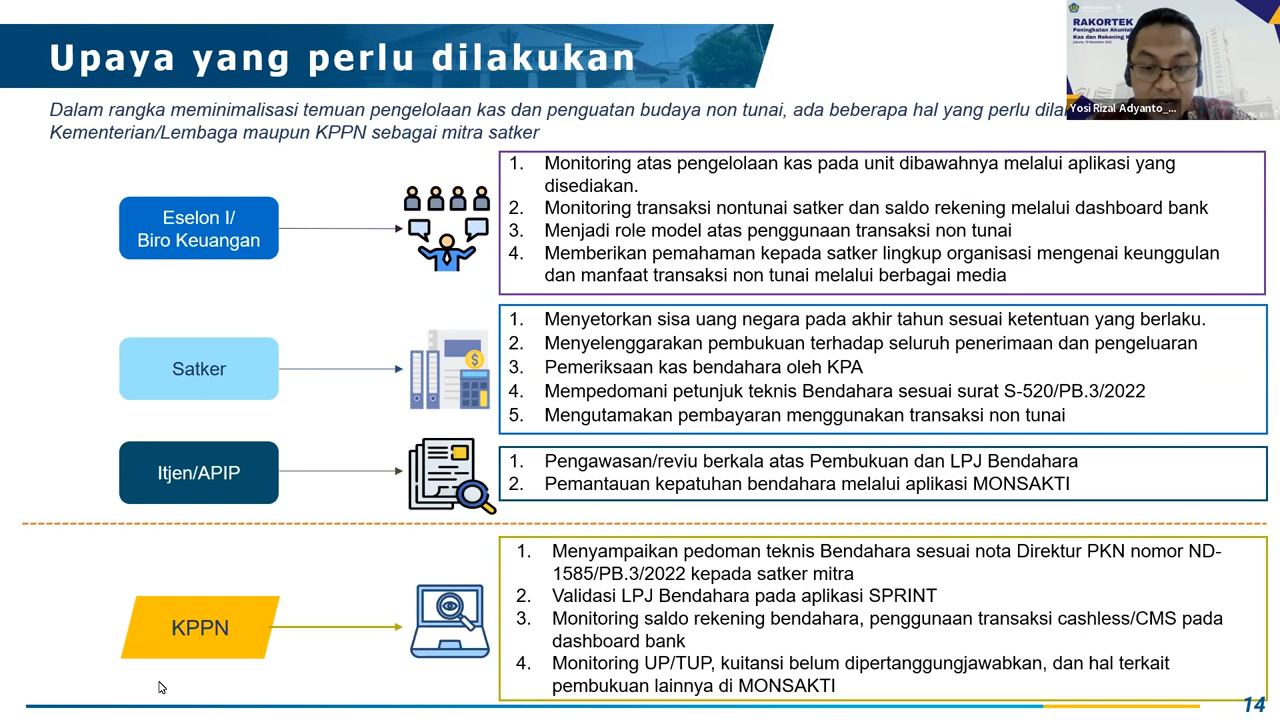 Upaya yang perlu dilakukan
RAKORTEK
Peningkatan
Kas dan Rekening
Yosi Rizal Adyanto_...
Dalam rangka meminimalisasi temuan pengelolaan kas dan penguatan budaya non tunai, ada beberapa hal yang perlu
Kementerian/Lembaga maupun KPPN sebagai mitra satker
Eselon I/
Biro Keuangan
1. Monitoring atas pengelolaan kas pada unit dibawahnya melalui aplikasi yang
disediakan.
2. Monitoring transaksi nontunai satker dan saldo rekening melalui dashboard bank
3. Menjadi role model atas penggunaan transaksi non tunai
4. Memberikan pemahaman kepada satker lingkup organisasi mengenai keunggulan
dan manfaat transaksi non tunai melalui berbagai media
Satker
1. Menyetorkan sisa uang negara pada akhir tahun sesuai ketentuan yang berlaku.
2. Menyelenggarakan pembukuan terhadap seluruh penerimaan dan pengeluaran
3. Pemeriksaan kas bendahara oleh KPA
4. Mempedomani petunjuk teknis Bendahara sesuai surat S-520/PB.3/2022
5. Mengutamakan pembayaran menggunakan transaksi non tunai
Itjen/APIP
1. Pengawasan/reviu berkala atas Pembukuan dan LPJ Bendahara
2. Pemantauan kepatuhan bendahara melalui aplikasi MONSAKTI
KPPN
1. Menyampaikan pedoman teknis Bendahara sesuai nota Direktur PKN nomor ND-
1585/PB.3/2022 kepada satker mitra
2. Validasi LPJ Bendahara pada aplikasi SPRINT
3. Monitoring saldo rekening bendahara, penggunaan transaksi cashless/CMS pada
dashboard bank
4. Monitoring UP/TUP, kuitansi belum dipertanggungjawabkan, dan hal terkait
pembukuan lainnya di MONSAKTI
14